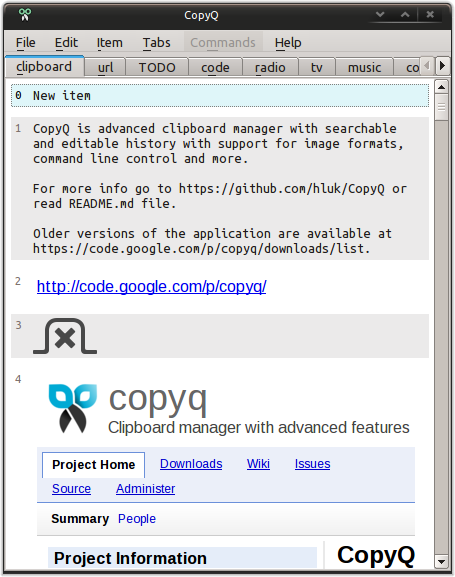 CopyQ
File Edit Item Tabs Commands Help
clipboard url TODO code radio tv music co
0 New item
1 CopyQ is advanced clipboard manager with searchable
and editable history with support for image formats,
command line control and more.
For more info go to https://github.com/hluk/CopyQ or
read README.md file.
Older versions of the application are available at
https://code.google.com/p/copyq/downloads/list.
2 http://code.google.com/p/copyq/
3
4 copyq
Clipboard manager with advanced features
Project Home Downloads Wiki Issues
Source Administer
Summary People
Project Information CopyQ